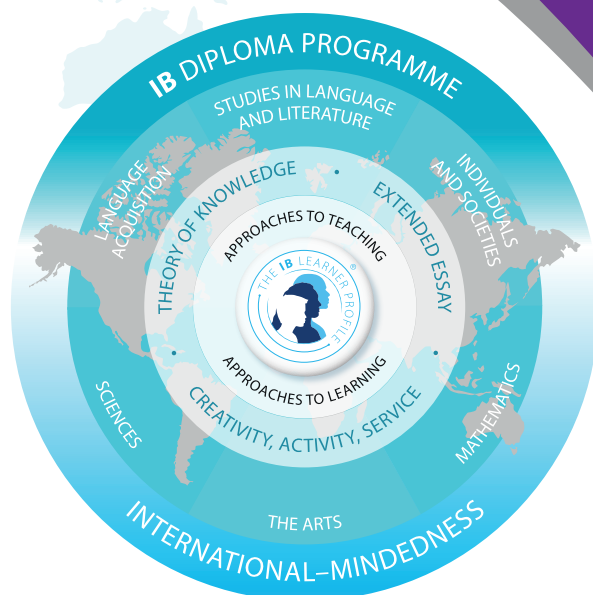 IB DIPLOMA PROGRAMME
STUDIES IN LANGUAGE
AND LITERATURE
LANGUAGE
ACQUISITION
INDIVIDUALS
AND SOCIETIES
THEORY OF KNOWLEDGE
•
EXTENDED ESSAY
•
APPROACHES TO TEACHING
THE IB LEARNER PROFILE
®
APPROACHES TO LEARNING
•
CREATIVITY, ACTIVITY, SERVICE
SCIENCES
MATHEMATICS
THE ARTS
INTERNATIONAL–MINDEDNESS